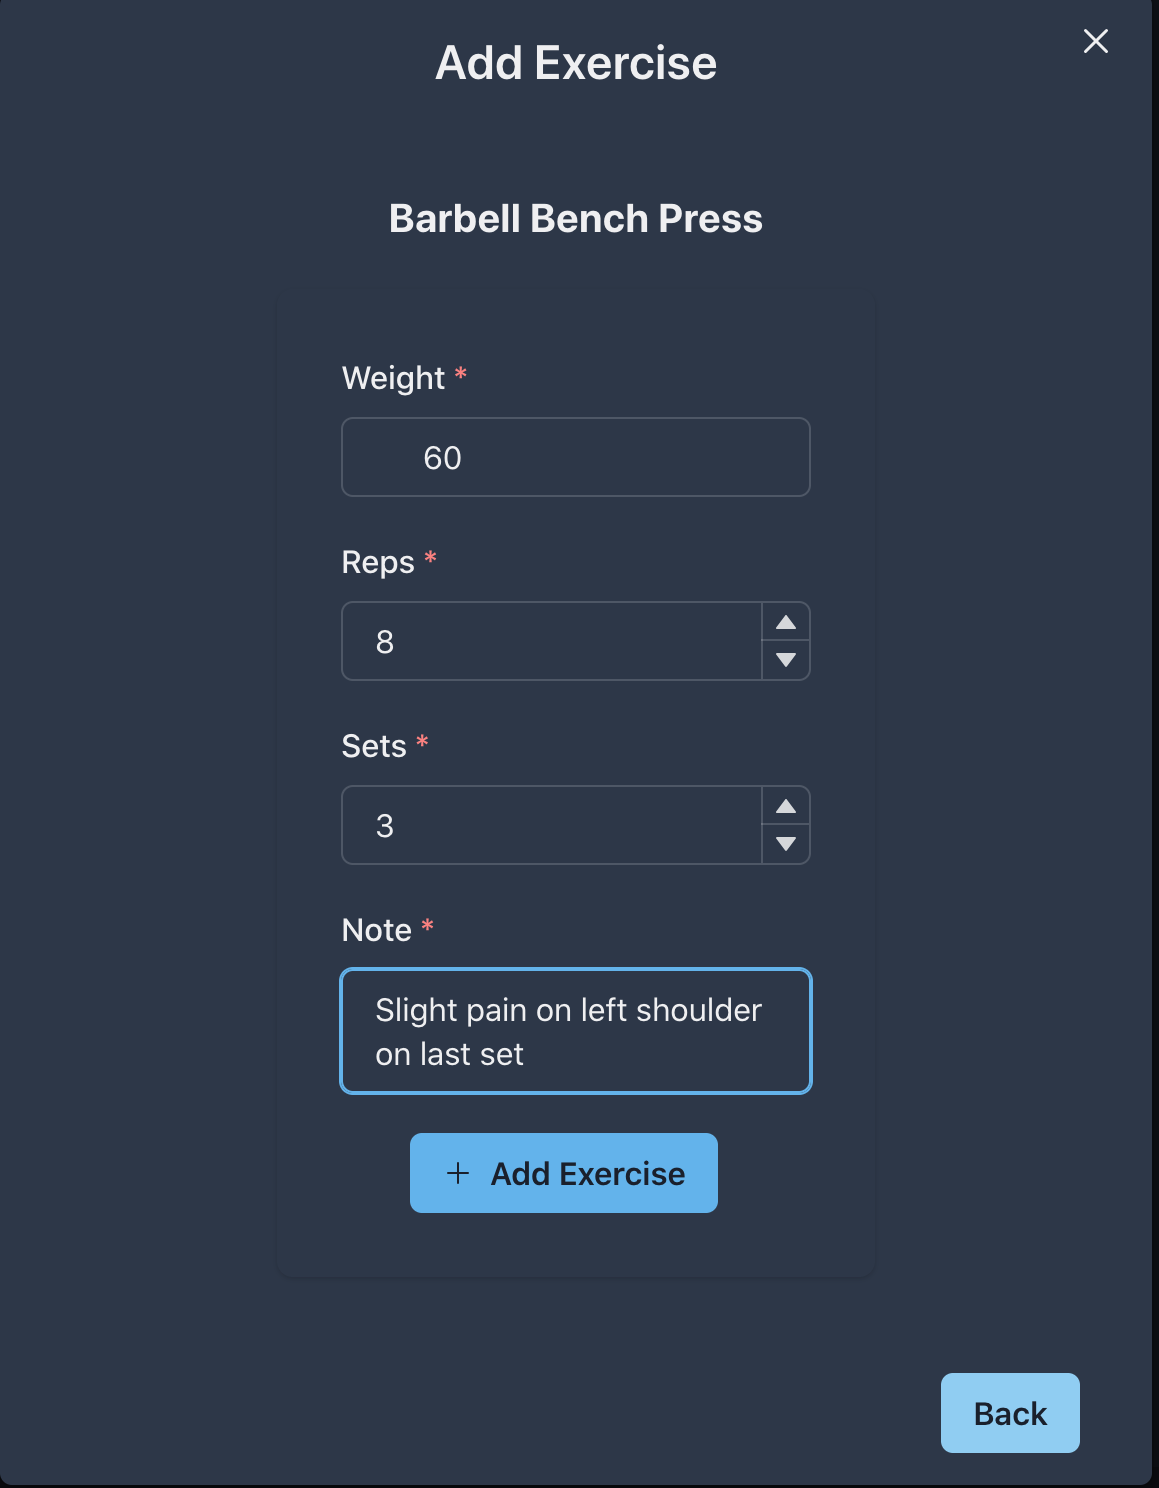 Add Exercise
Barbell Bench Press
Weight *
60
Reps *
8
Sets *
3
Note *
Slight pain on left shoulder
on last set
+ Add Exercise
Back